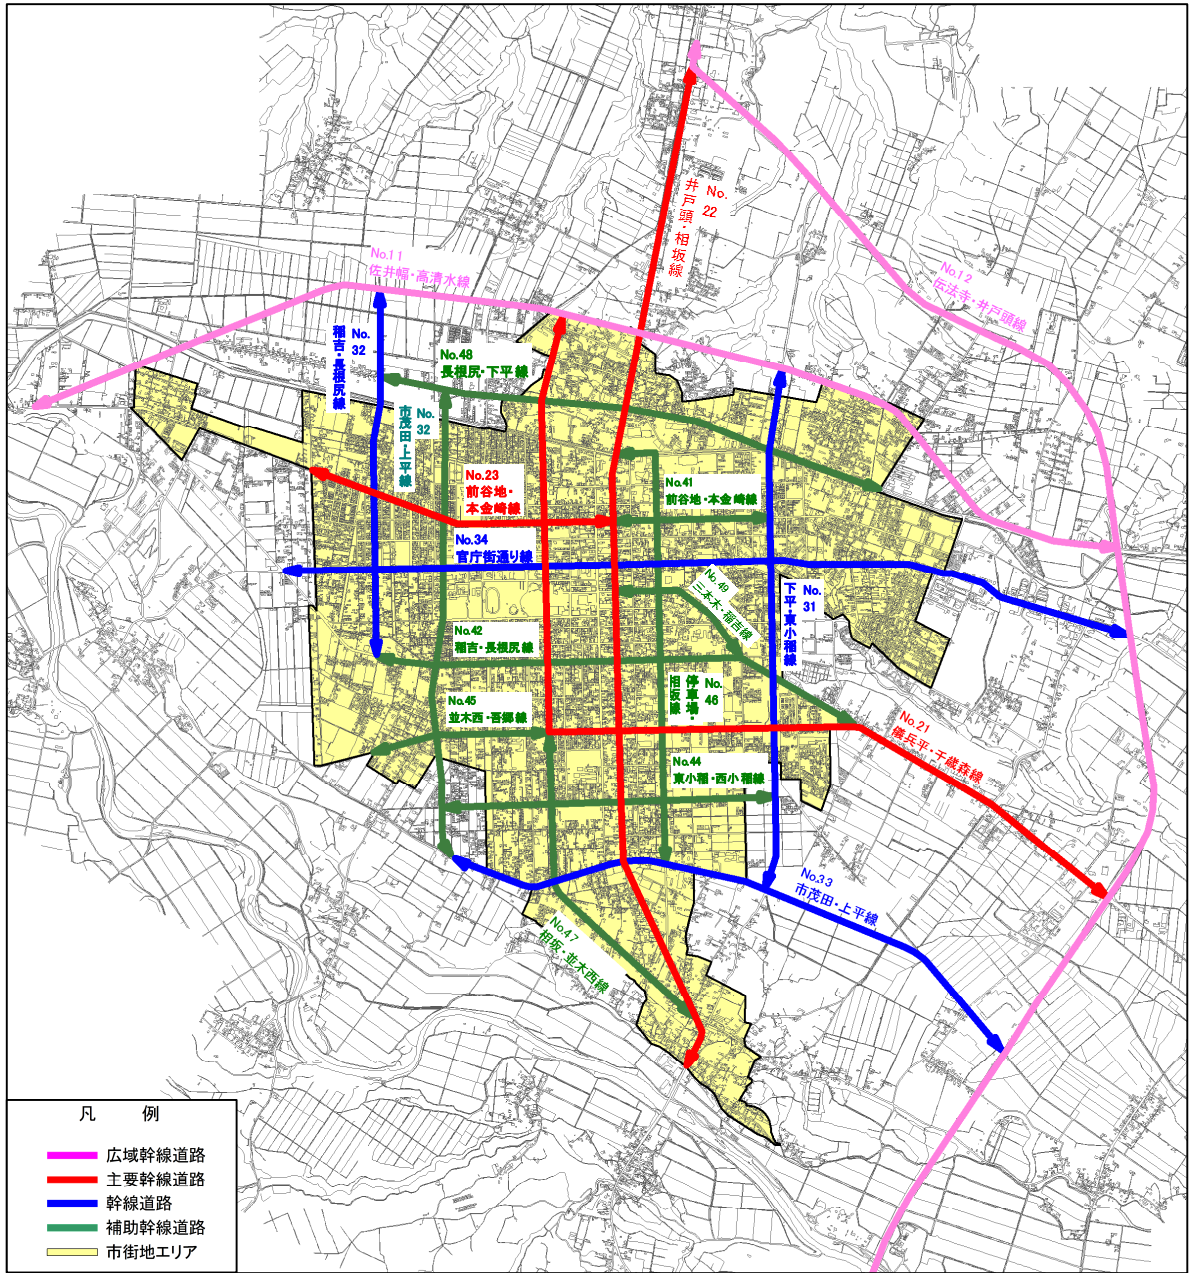 井戸頭・相坂線 No.22
No.11
佐井幅・高清水線
No.12
伝法寺・井戸頭線
稲吉・長根尻線 No.32
No.48
長根尻・下平線
市茂田・上平線 No.32
No.23
前谷地・
本金崎線
No.41
前谷地・本金崎線
No.34
官庁街通り線
No.49
三本木・稲吉線
下平・東小稲線 No.31
No.42
稲吉・長根尻線
停車場・
相坂線
No.46
No.45
並木西・吾郷線
No.21
儀兵平・千歳森線
No.44
東小稲・西小稲線
No.33
市茂田・上平線
No.47
相坂・並木西線
凡 例
広域幹線道路
主要幹線道路
幹線道路
補助幹線道路
市街地エリア